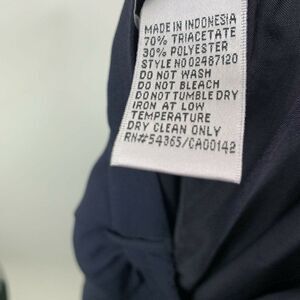 MADE IN INDONESIA
70% TRIACETATE
30% POLYESTER
STYLE NO 02487120
DO NOT WASH
DO NOT BLEACH
DO NOT TUMBLE DRY
IRON AT LOW
TEMPERATURE
DRY CLEAN ONLY
RN#54365/CA00142